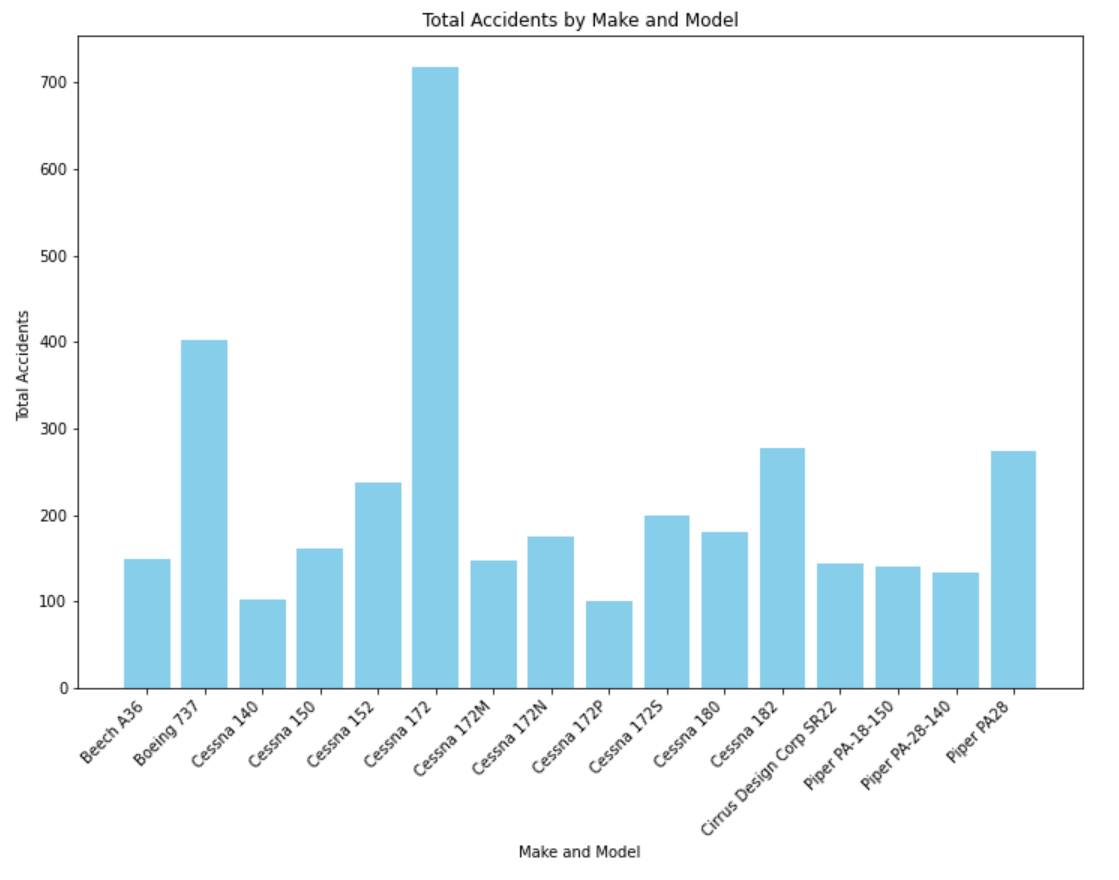 Total Accidents by Make and Model
Total Accidents
700
600
500
400
300
200
100
0
Beech A36
Boeing 737
Cessna 140
Cessna 150
Cessna 152
Cessna 172
Cessna 172M
Cessna 172N
Cessna 172P
Cessna 172S
Cessna 180
Cessna 182
Cirrus Design Corp SR22
Piper PA-18-150
Piper PA-28-140
Piper PA28
Make and Model